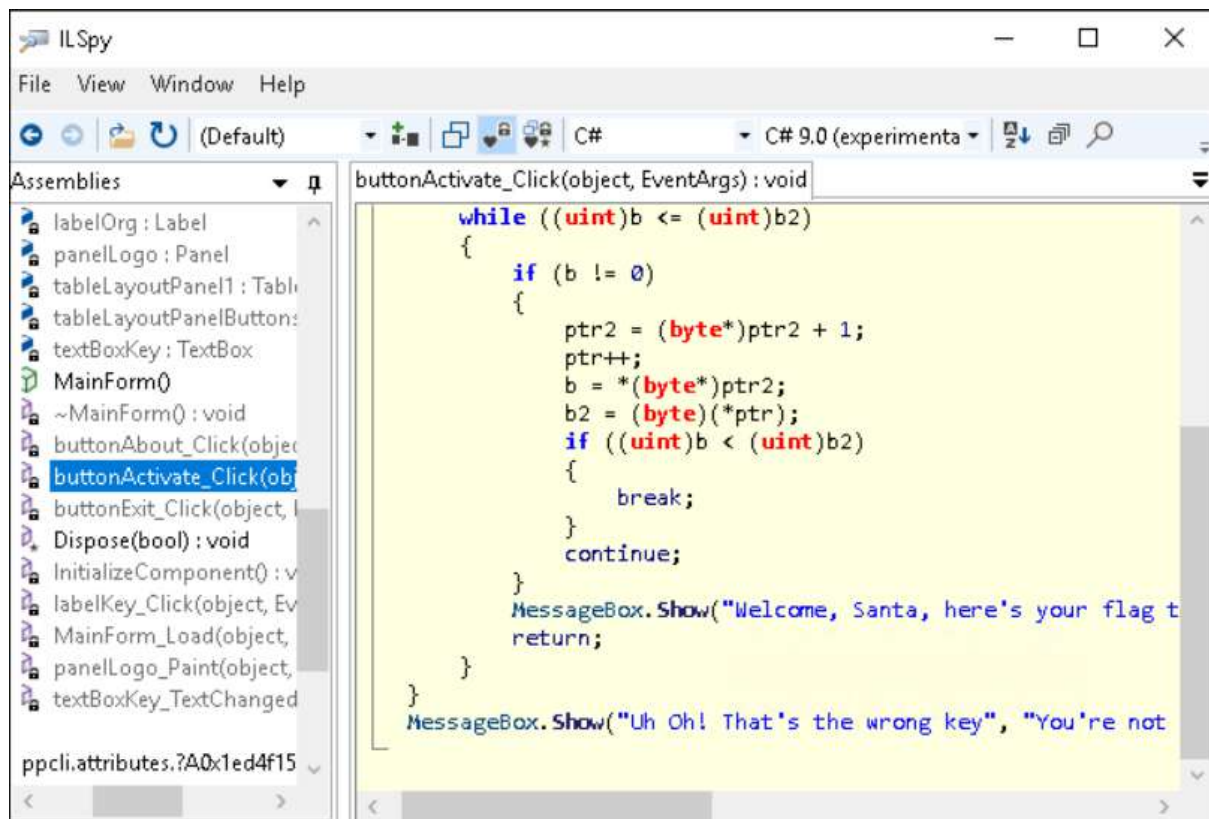 ILSpy
File View Window Help
(Default) C# C# 9.0 (experimenta
Assemblies
labelOrg : Label
panelLogo : Panel
tableLayoutPanel1 : Tabl
tableLayoutPanelButton:
textBoxKey : TextBox
MainForm()
~MainForm() : void
buttonAbout_Click(objec
buttonActivate_Click(obj
buttonExit_Click(object,
Dispose(bool) : void
InitializeComponent() : v
labelKey_Click(object, Ev
MainForm_Load(object,
panelLogo_Paint(object,
textBoxKey_TextChanged
ppcli.attributes.?A0x1ed4f15
buttonActivate_Click(object, EventArgs) : void
while ((uint)b <= (uint)b2)
{
if (b != 0)
{
ptr2 = (byte*)ptr2 + 1;
ptr++;
b = *(byte*)ptr2;
b2 = (byte)(*ptr);
if ((uint)b < (uint)b2)
{
break;
}
continue;
}
MessageBox.Show("Welcome, Santa, here's your flag t
return;
}
}
MessageBox.Show("Uh Oh! That's the wrong key", "You're not